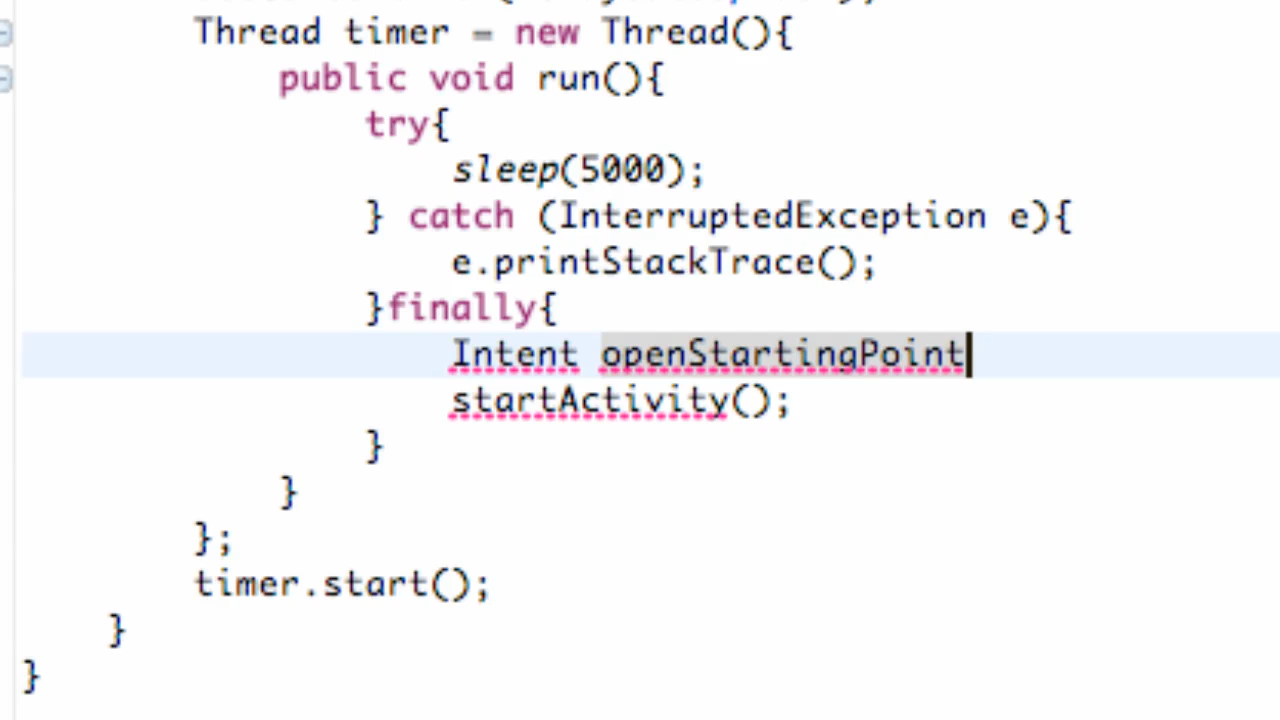 Thread timer = new Thread(){
public void run(){
try{
sleep(5000);
} catch (InterruptedException e){
e.printStackTrace();
}finally{
Intent openStartingPoint
startActivity();
}
}
};
timer.start();
}
}